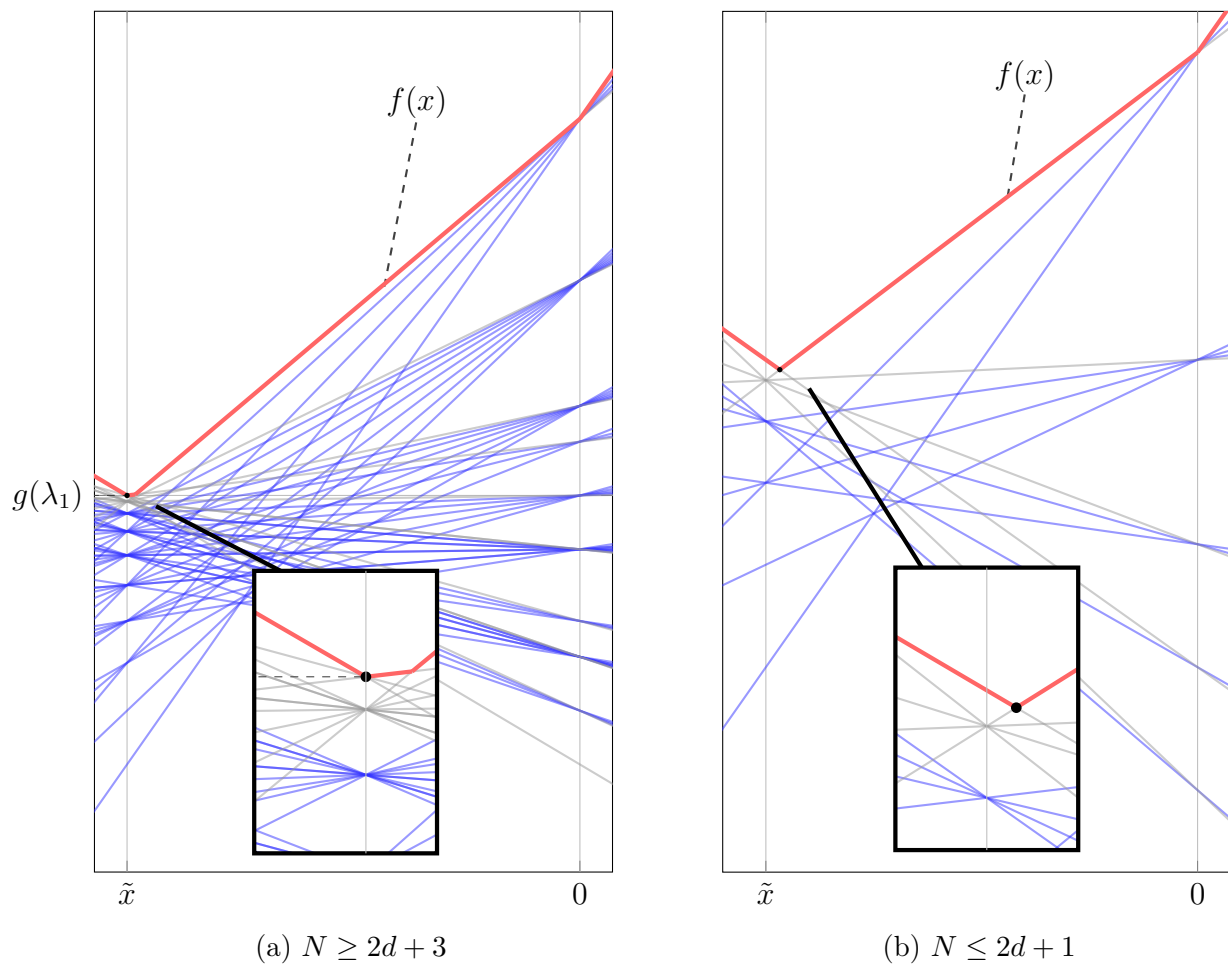 f(x)
f(x)
g(λ₁)
x̃
0
x̃
0
(a) N ≥ 2d + 3
(b) N ≤ 2d + 1